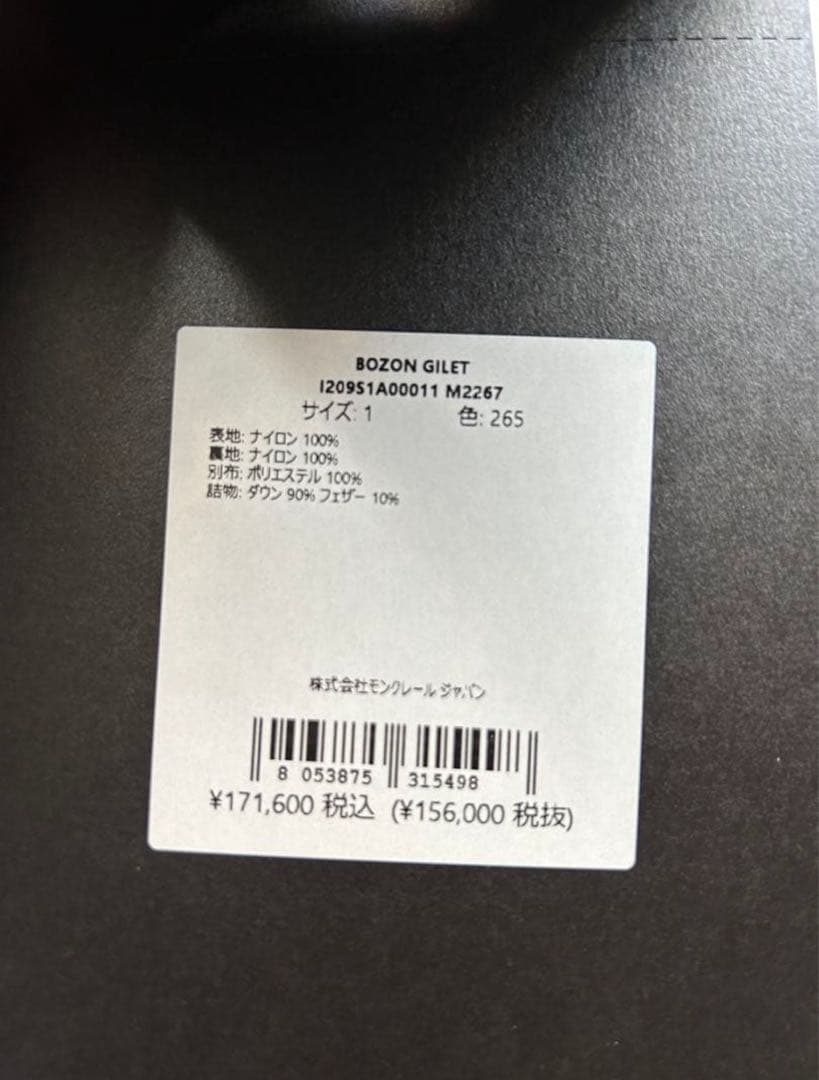 BOZON GILET
I209S1A00011 M2267
サイズ: 1 色: 265
表地: ナイロン 100%
裏地: ナイロン 100%
別布: ポリエステル 100%
詰物: ダウン 90% フェザー 10%
株式会社モンクレール ジャパン
8 053875 315498
¥171,600 税込 (¥156,000 税抜)